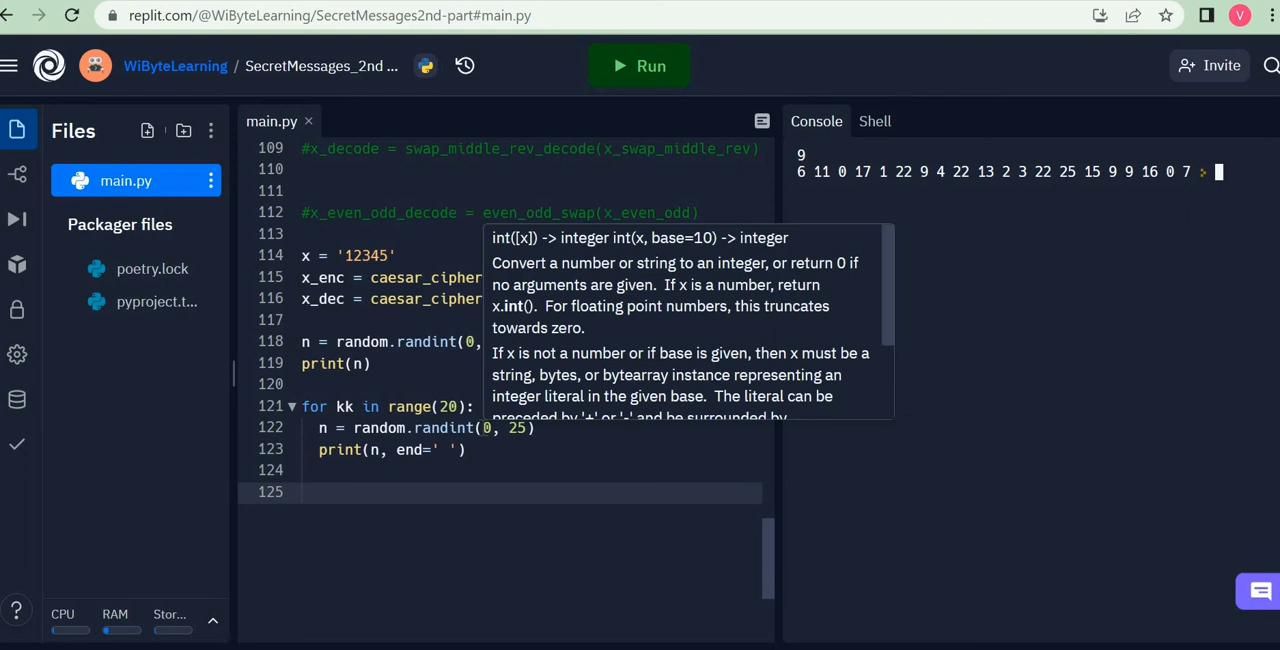 replit.com/@WiByteLearning/SecretMessages2nd-part#main.py
V
WiByteLearning / SecretMessages_2nd ...
Run
Invite
Files
main.py
Packager files
poetry.lock
pyproject.t...
CPU RAM Stor...
main.py ×
109 #x_decode = swap_middle_rev_decode(x_swap_middle_rev)
110
111
112 #x_even_odd_decode = even_odd_swap(x_even_odd)
113
114 x = '12345'
115 x_enc = caesar_cipher
116 x_dec = caesar_cipher
117
118 n = random.randint(0,
119 print(n)
120
121 for kk in range(20):
122 n = random.randint(0, 25)
123 print(n, end=' ')
124
125
int([x]) -> integer int(x, base=10) -> integer
Convert a number or string to an integer, or return 0 if
no arguments are given. If x is a number, return
x.int(). For floating point numbers, this truncates
towards zero.
If x is not a number or if base is given, then x must be a
string, bytes, or bytearray instance representing an
integer literal in the given base. The literal can be
preceded by '+' or '-' and be surrounded by
Console Shell
9
6 11 0 17 1 22 9 4 22 13 2 3 22 25 15 9 9 16 0 7 >
?